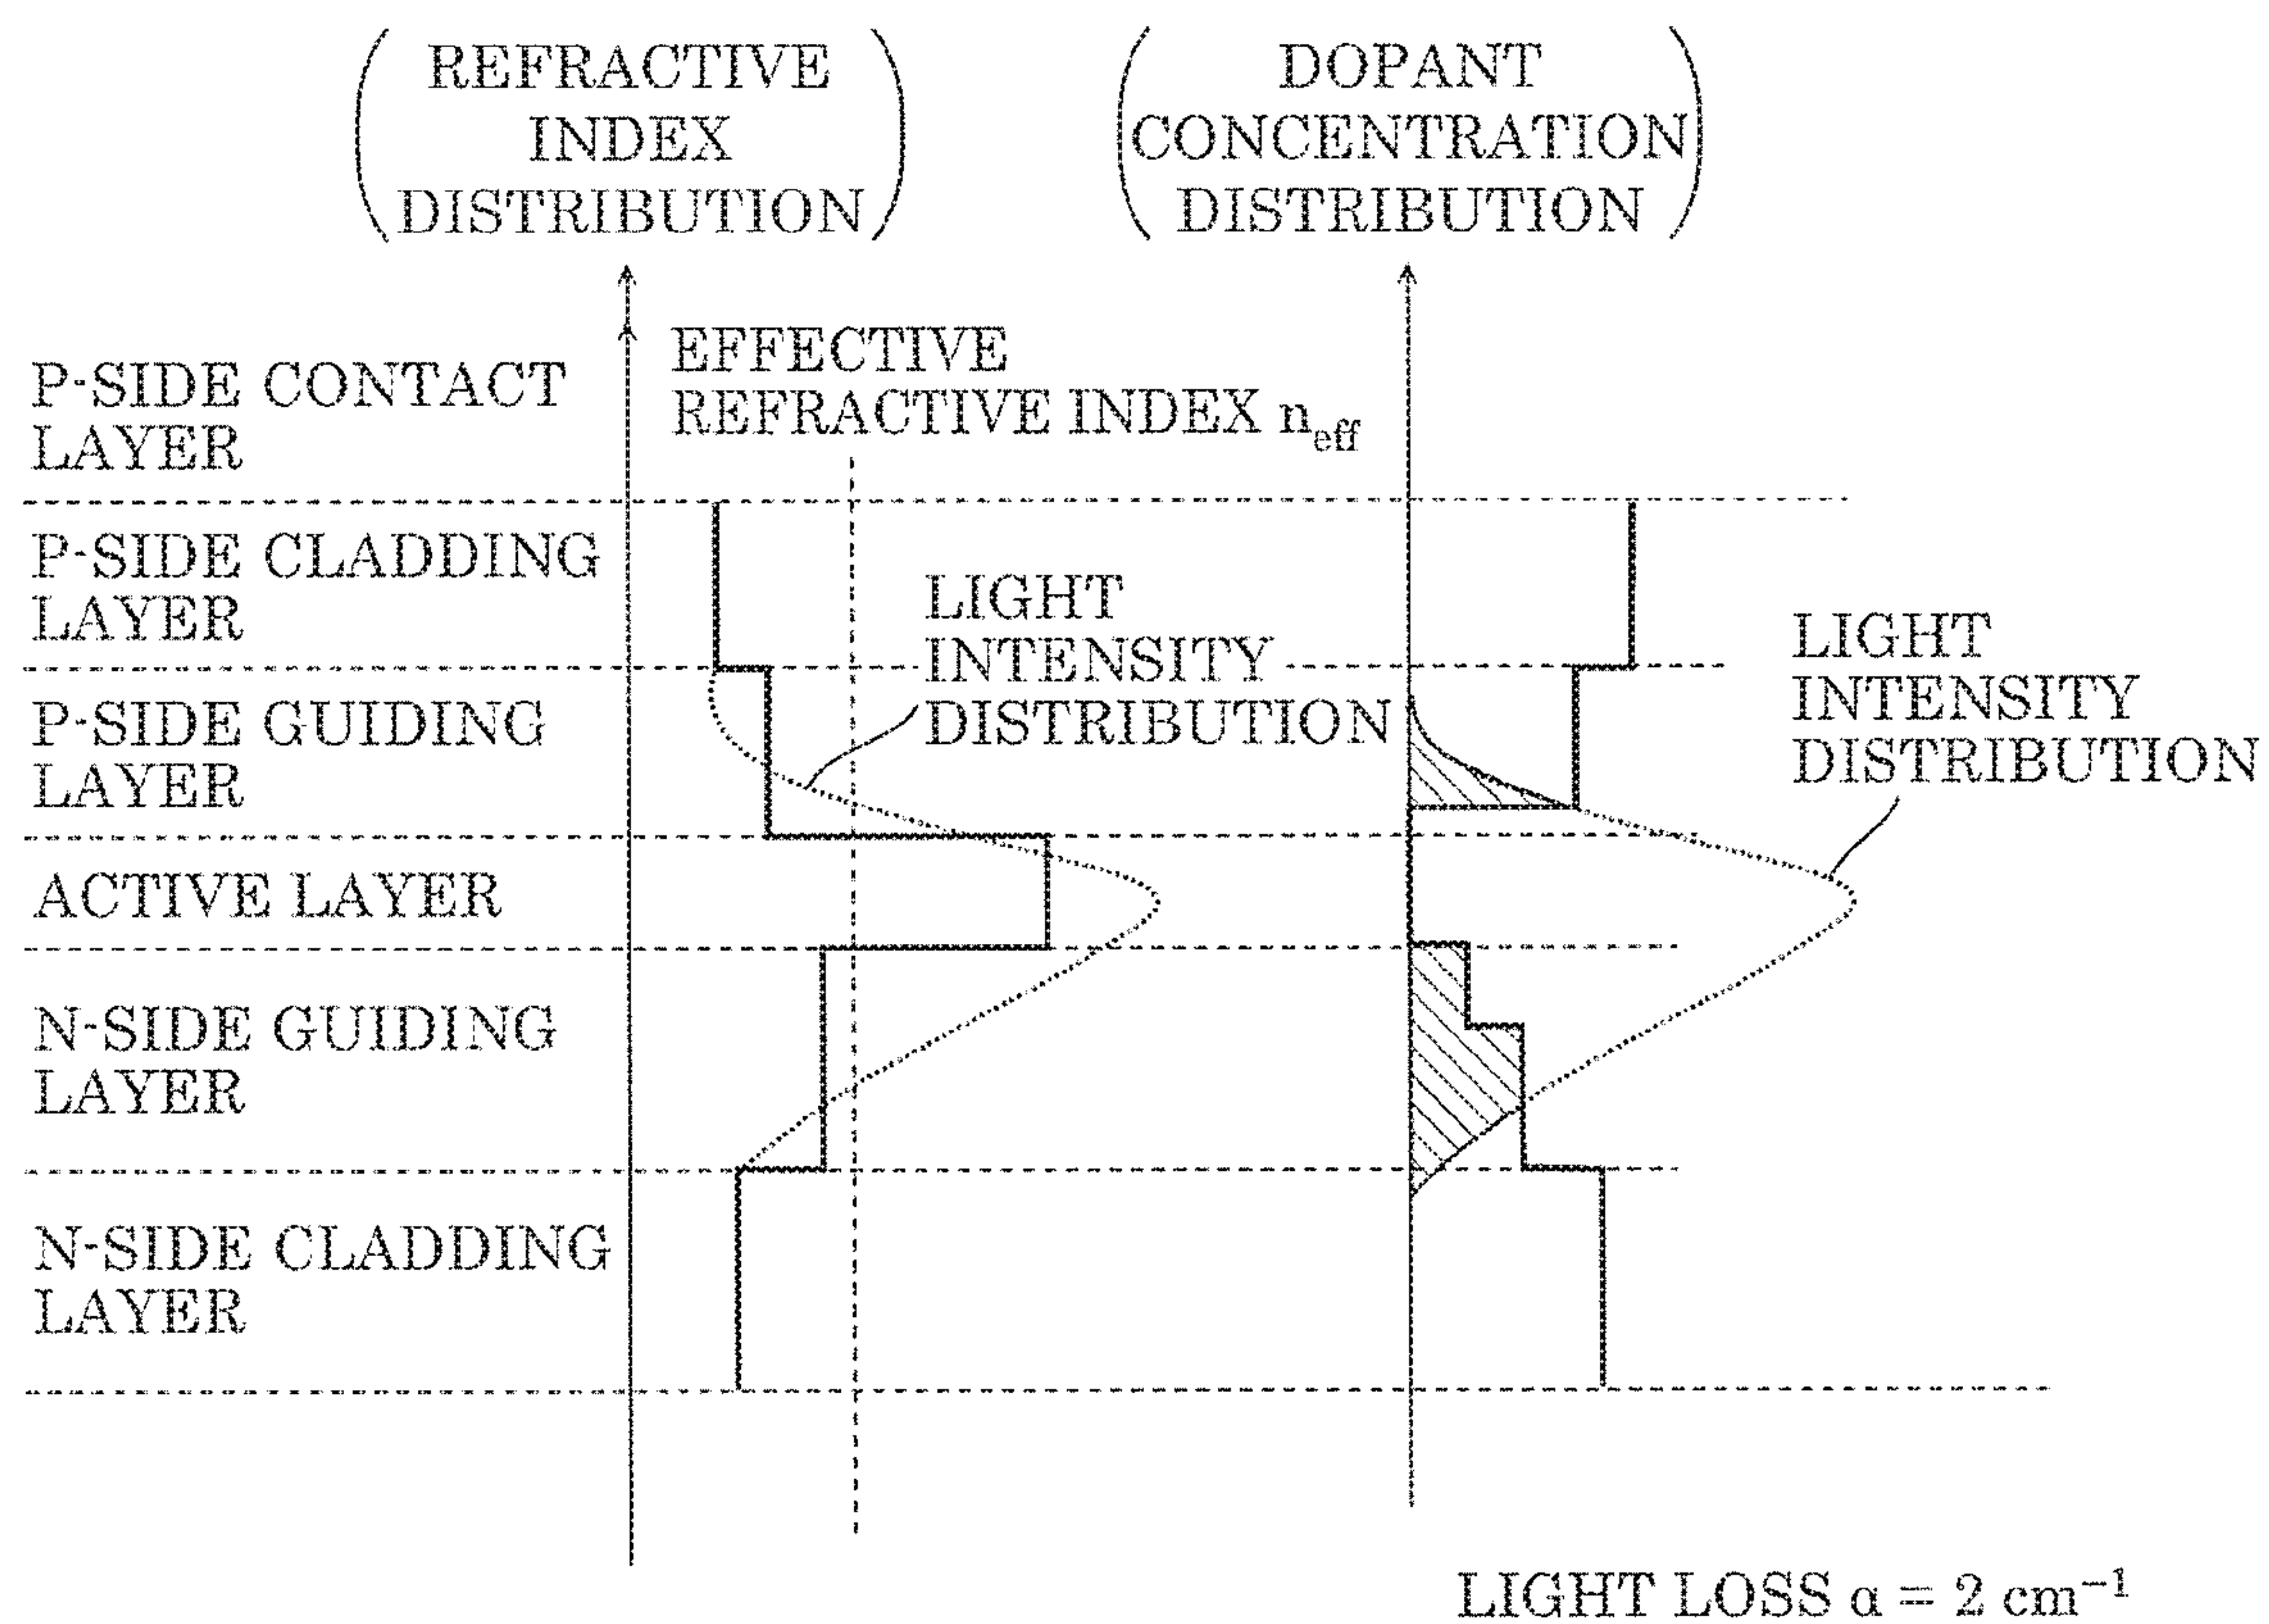 REFRACTIVE
INDEX
DISTRIBUTION
DOPANT
CONCENTRATION
DISTRIBUTION
EFFECTIVE
REFRACTIVE INDEX neff
P-SIDE CONTACT
LAYER
P-SIDE CLADDING
LAYER
LIGHT
INTENSITY
DISTRIBUTION
LIGHT
INTENSITY
DISTRIBUTION
P-SIDE GUIDING
LAYER
ACTIVE LAYER
N-SIDE GUIDING
LAYER
N-SIDE CLADDING
LAYER
LIGHT LOSS α = 2 cm⁻¹